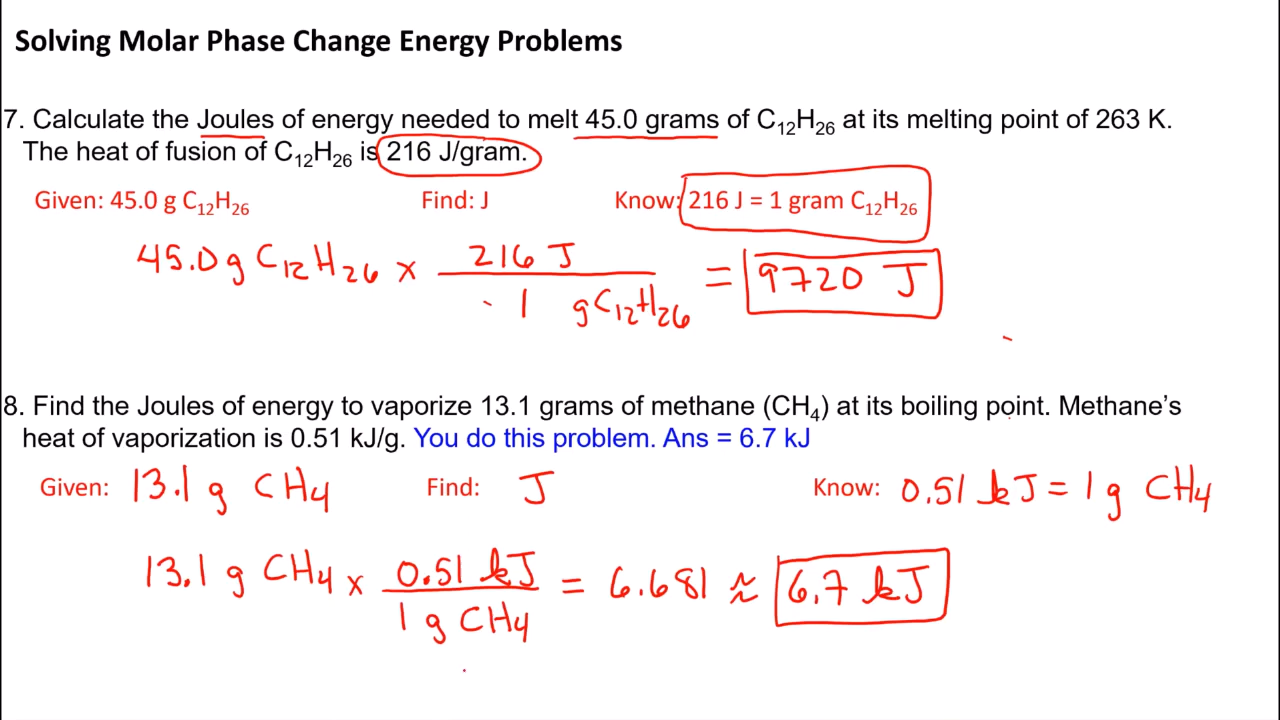 Solving Molar Phase Change Energy Problems
7. Calculate the Joules of energy needed to melt 45.0 grams of C₁₂H₂₆ at its melting point of 263 K.
The heat of fusion of C₁₂H₂₆ is 216 J/gram.
Given: 45.0 g C₁₂H₂₆ Find: J Know: 216 J = 1 gram C₁₂H₂₆
216 J
45.0 g C₁₂H₂₆ × = 9720 J
1 g C₁₂H₂₆
8. Find the Joules of energy to vaporize 13.1 grams of methane (CH₄) at its boiling point. Methane's
heat of vaporization is 0.51 kJ/g. You do this problem. Ans = 6.7 kJ
Given: 13.1 g CH₄ Find: J Know: 0.51 kJ = 1 g CH₄
0.51 kJ
13.1 g CH₄ × = 6.681 ≈ 6.7 kJ
1 g CH₄